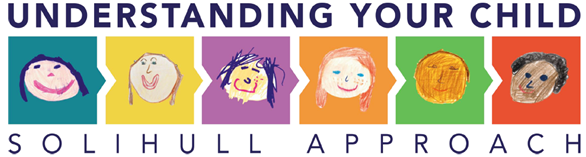 UNDERSTANDING YOUR CHILD
SOLIHULL APPROACH